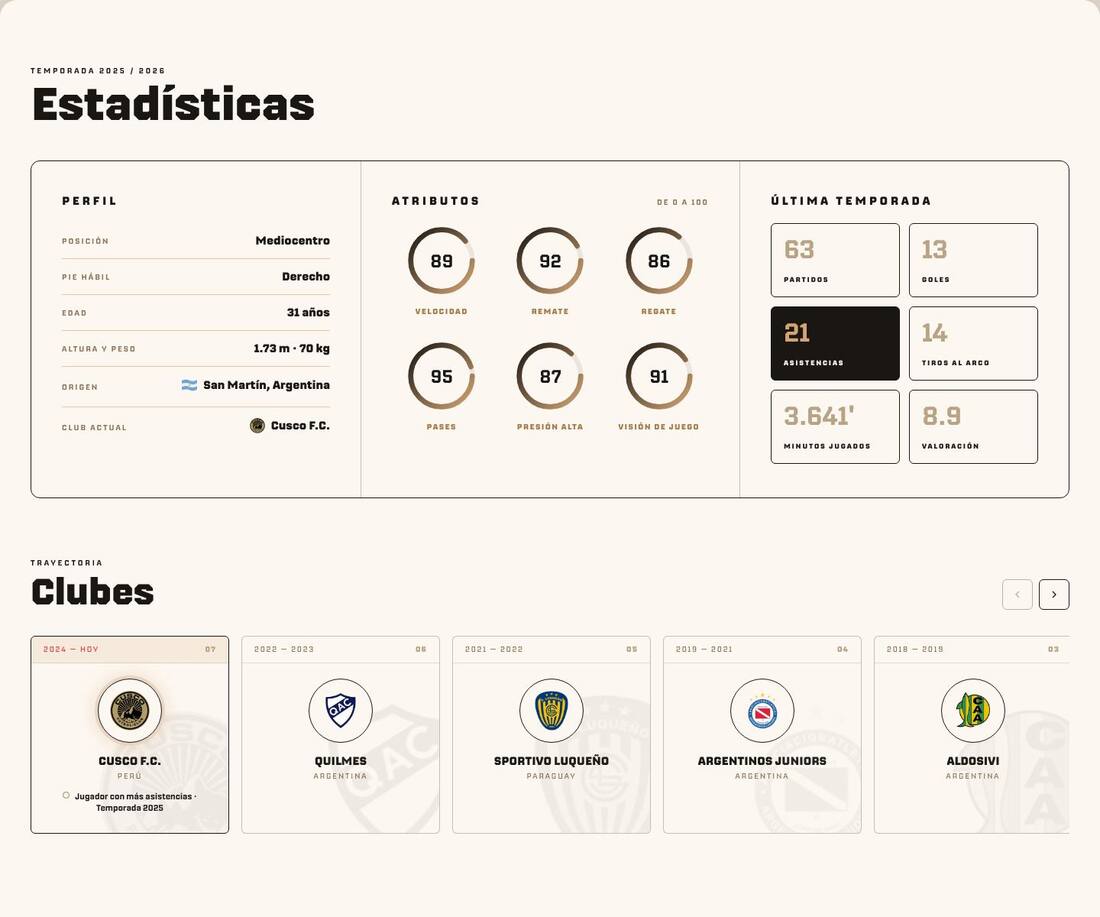 TEMPORADA 2025 / 2026
Estadísticas
PERFIL
POSICIÓN Mediocentro
PIE HÁBIL Derecho
EDAD 31 años
ALTURA Y PESO 1.73 m · 70 kg
ORIGEN San Martín, Argentina
CLUB ACTUAL Cusco F.C.
ATRIBUTOS DE 0 A 100
89 92 86
VELOCIDAD REMATE REGATE
95 87 91
PASES PRESIÓN ALTA VISIÓN DE JUEGO
ÚLTIMA TEMPORADA
63 13
PARTIDOS GOLES
21 14
ASISTENCIAS TIROS AL ARCO
3.641' 8.9
MINUTOS JUGADOS VALORACIÓN
TRAYECTORIA
Clubes
‹ ›
2024 — HOY 07
CUSCO
CUSCO F.C.
PERÚ
Jugador con más asistencias ·
Temporada 2025
2022 — 2023 06
QAC
QUILMES
ARGENTINA
2021 — 2022 05
SPORTIVO LUQUEÑO
PARAGUAY
2019 — 2021 04
ARGENTINOS JUNIORS
ARGENTINA
2018 — 2019 03
CAA
ALDOSIVI
ARGENTINA